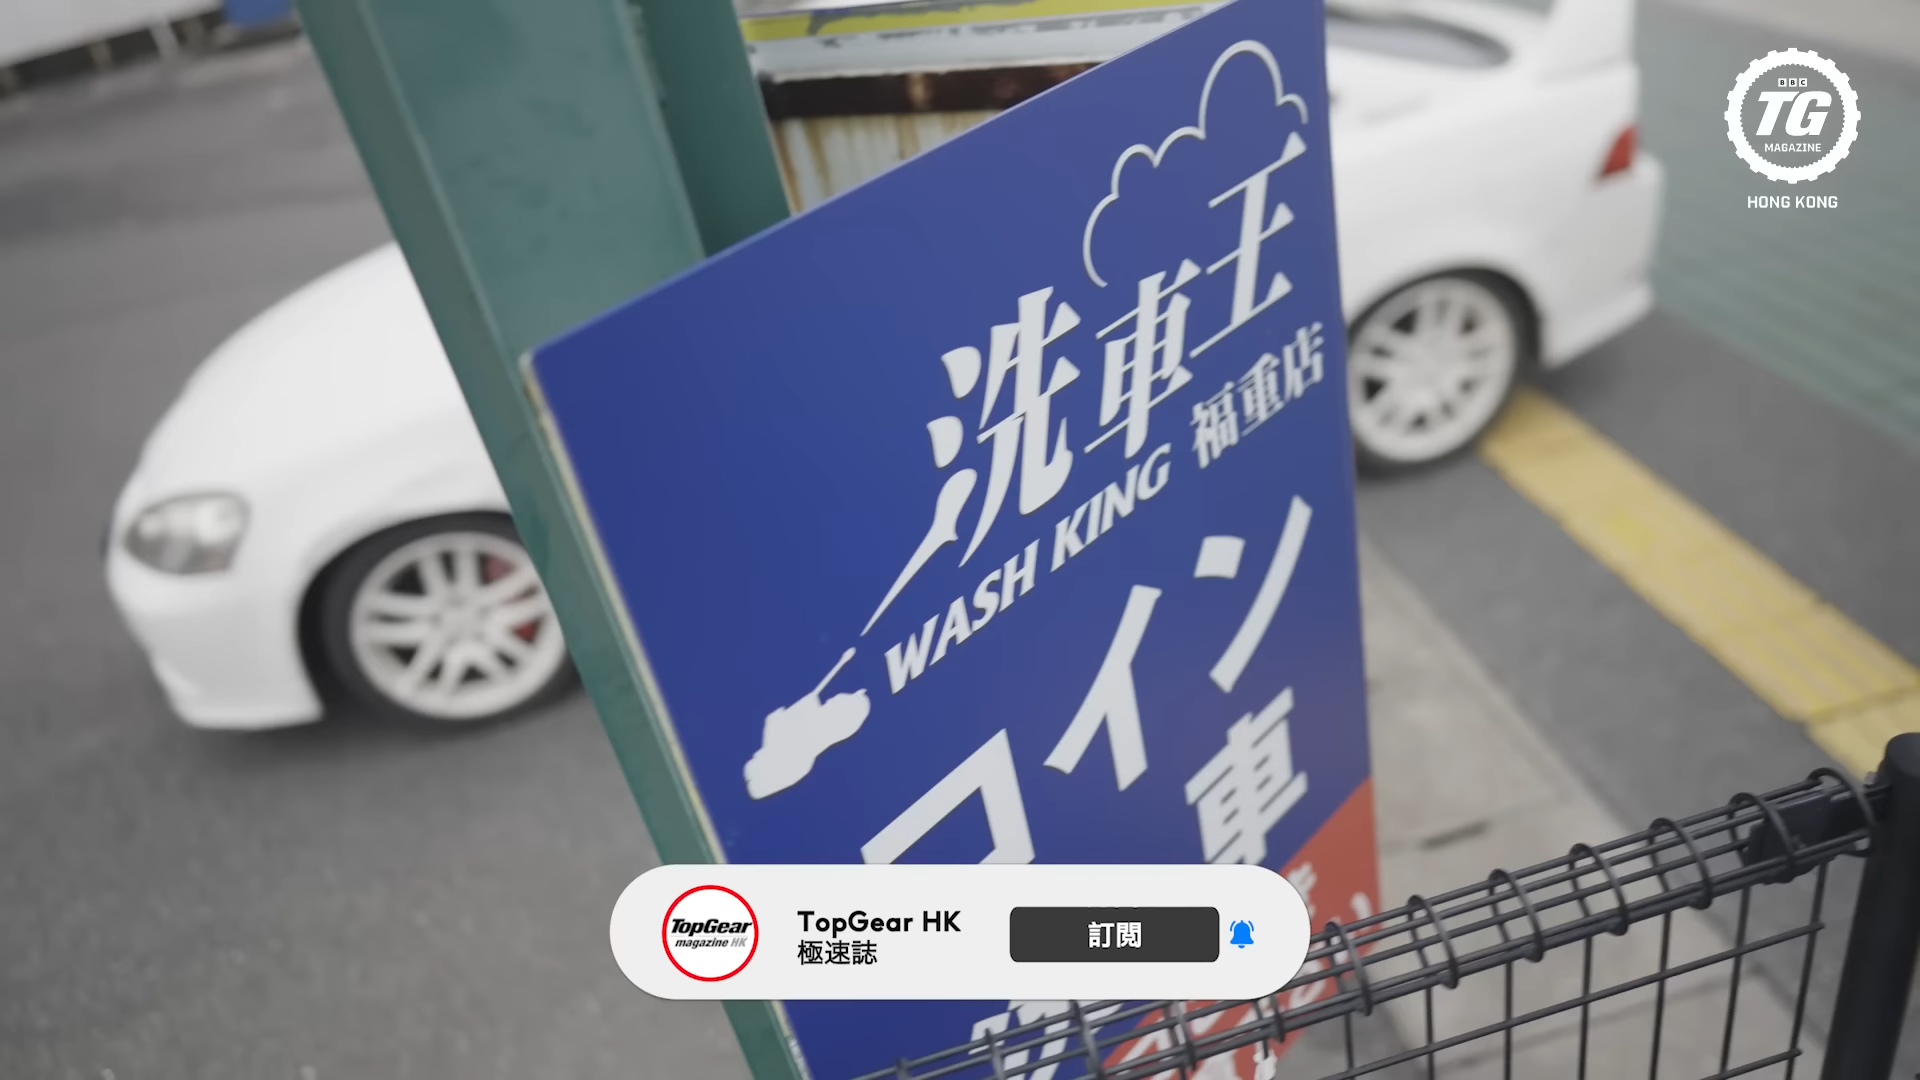 BBC
TG
MAGAZINE
HONG KONG
洗車王
WASH KING 福重店
コイン
車
TopGear
magazine HK
TopGear HK
極速誌
訂閲